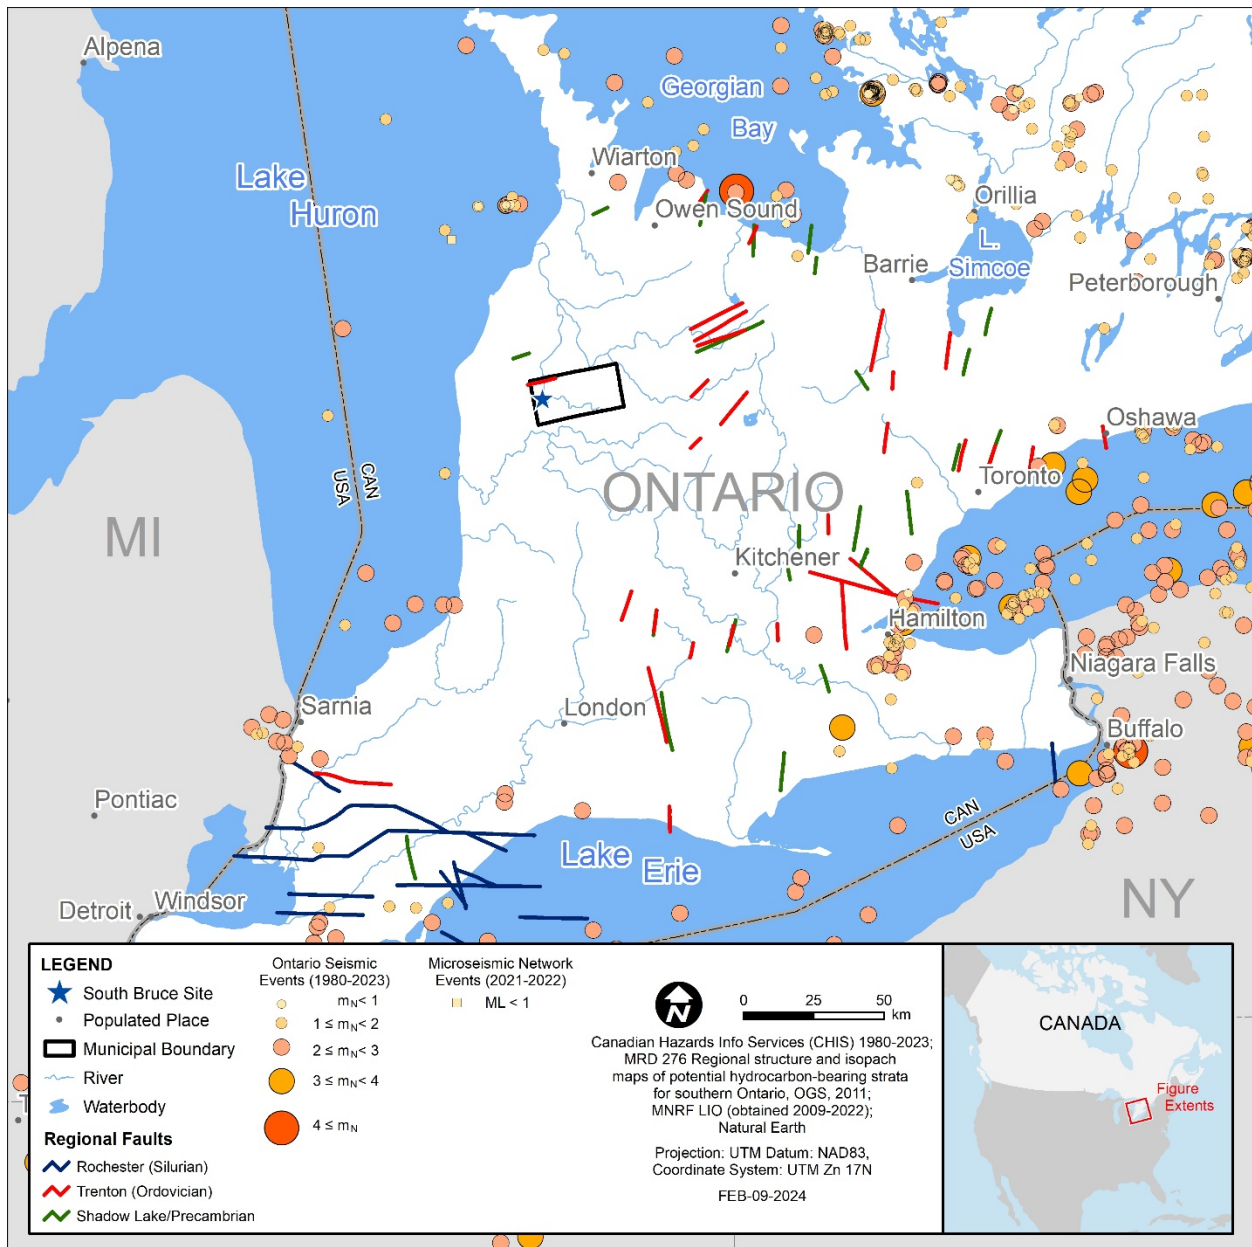 Alpena
Georgian
Bay
Lake
Huron
Wiarton
Owen Sound
Orillia
L.
Simcoe
Barrie
Peterborough
CAN
USA
Oshawa
Toronto
ONTARIO
MI
Kitchener
Hamilton
Niagara Falls
Sarnia
London
Buffalo
Pontiac
CAN
USA
Lake
Erie
Detroit
Windsor
NY
T
LEGEND
South Bruce Site
Populated Place
Municipal Boundary
River
Waterbody
Regional Faults
Rochester (Silurian)
Trenton (Ordovician)
Shadow Lake/Precambrian
Ontario Seismic
Events (1980-2023)
mN< 1
1 ≤ mN< 2
2 ≤ mN< 3
3 ≤ mN< 4
4 ≤ mN
Microseismic Network
Events (2021-2022)
ML < 1
N
0 25 50
km
Canadian Hazards Info Services (CHIS) 1980-2023;
MRD 276 Regional structure and isopach
maps of potential hydrocarbon-bearing strata
for southern Ontario, OGS, 2011;
MNRF LIO (obtained 2009-2022);
Natural Earth
Projection: UTM Datum: NAD83,
Coordinate System: UTM Zn 17N
FEB-09-2024
CANADA
Figure
Extents